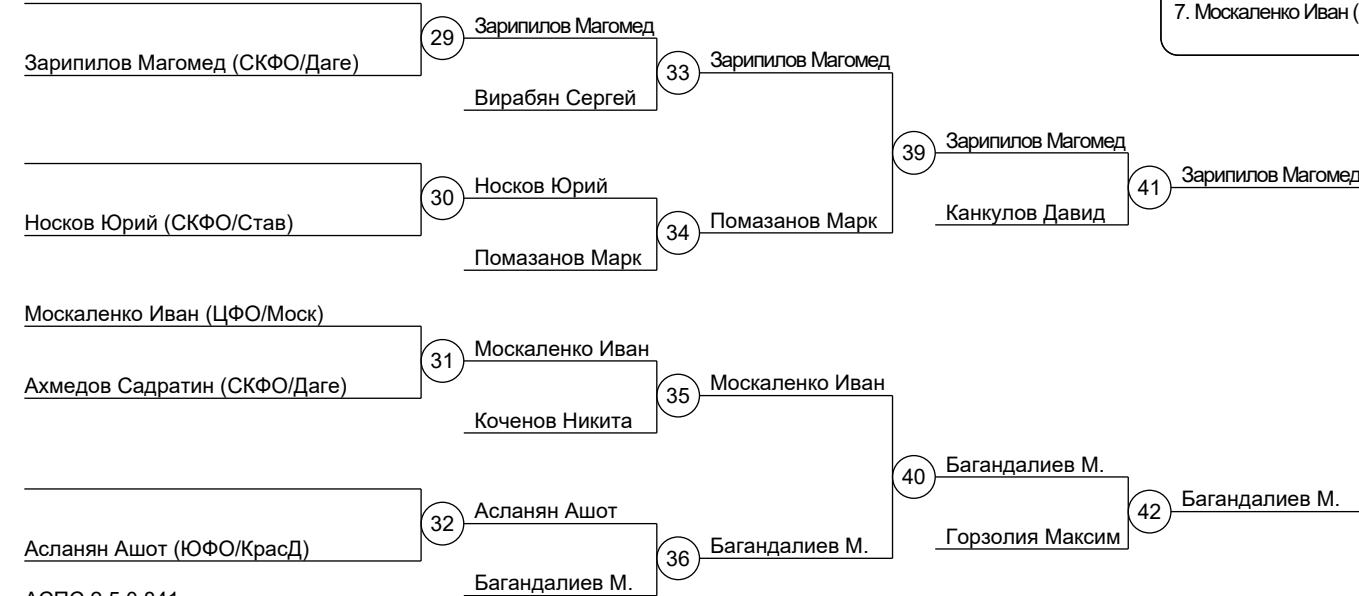 7. Москаленко Иван (
29
Зарипилов Магомед
Зарипилов Магомед (СКФО/Даге)
33
Зарипилов Магомед
Вирабян Сергей
39
Зарипилов Магомед
30
Носков Юрий
41
Зарипилов Магомед
Носков Юрий (СКФО/Став)
34
Помазанов Марк
Канкулов Давид
Помазанов Марк
Москаленко Иван (ЦФО/Моск)
31
Москаленко Иван
Ахмедов Садратин (СКФО/Даге)
35
Москаленко Иван
Коченов Никита
40
Багандалиев М.
32
Асланян Ашот
42
Багандалиев М.
Асланян Ашот (ЮФО/КрасД)
36
Багандалиев М.
Горзолия Максим
Багандалиев М.